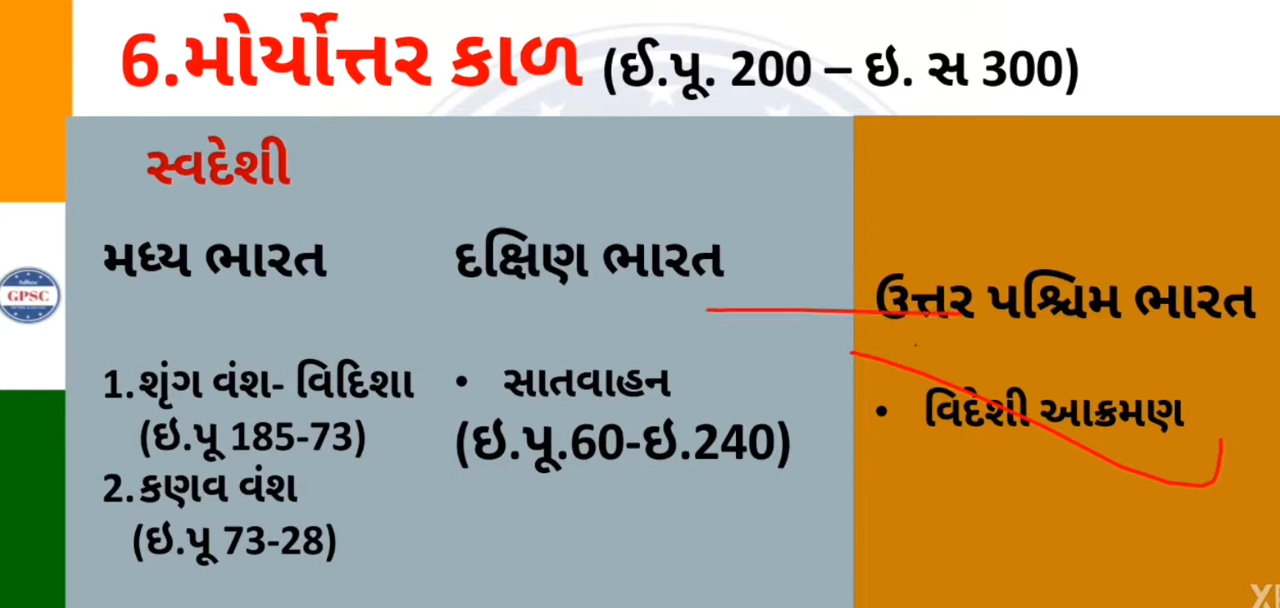 6.મોર્યોત્તર કાળ (ઈ.પૂ. 200 – ઇ. સ 300)
સ્વદેશી
મધ્ય ભારત
1.શૃંગ વંશ- વિદિશા
(ઇ.પૂ 185-73)
2.કણવ વંશ
(ઇ.પૂ 73-28)
દક્ષિણ ભારત
• સાતવાહન
(ઇ.પૂ.60-ઇ.240)
ઉત્તર પશ્ચિમ ભારત
• વિદેશી આક્રમણ
GPSC